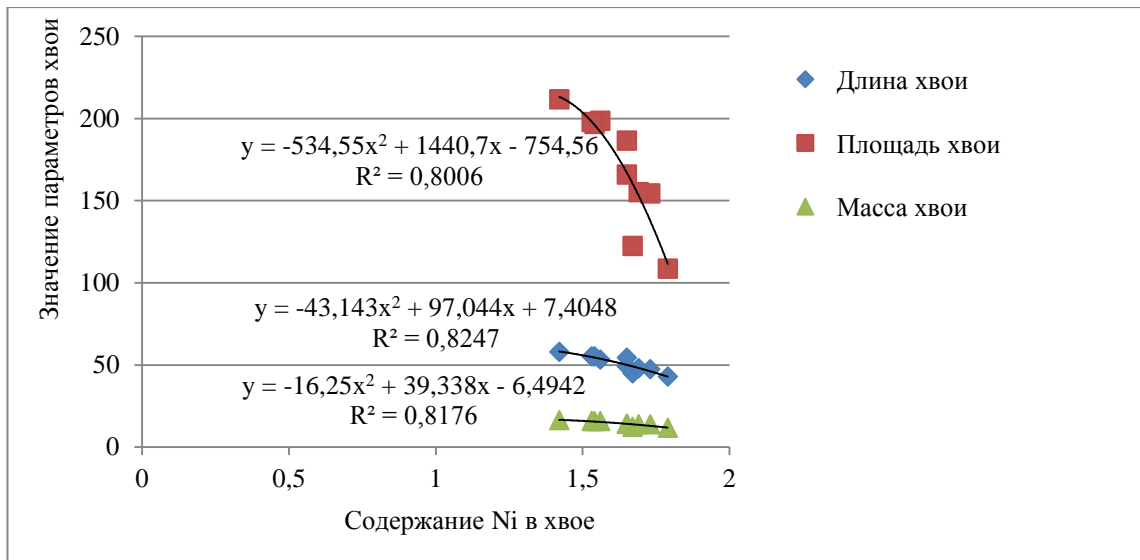 250
200
150
100
50
0
Значение параметров хвои
y = -534,55x² + 1440,7x - 754,56
R² = 0,8006
y = -43,143x² + 97,044x + 7,4048
R² = 0,8247
y = -16,25x² + 39,338x - 6,4942
R² = 0,8176
0 0,5 1 1,5 2
Содержание Ni в хвое
Длина хвои
Площадь хвои
Масса хвои